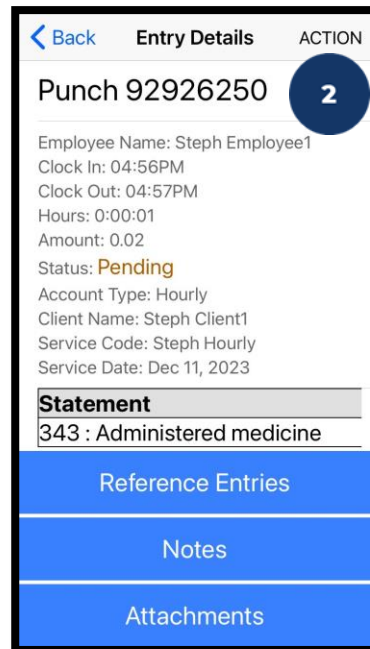 Back Entry Details ACTION
Punch 92926250 2
Employee Name: Steph Employee1
Clock In: 04:56PM
Clock Out: 04:57PM
Hours: 0:00:01
Amount: 0.02
Status: Pending
Account Type: Hourly
Client Name: Steph Client1
Service Code: Steph Hourly
Service Date: Dec 11, 2023
Statement
343 : Administered medicine
Reference Entries
Notes
Attachments